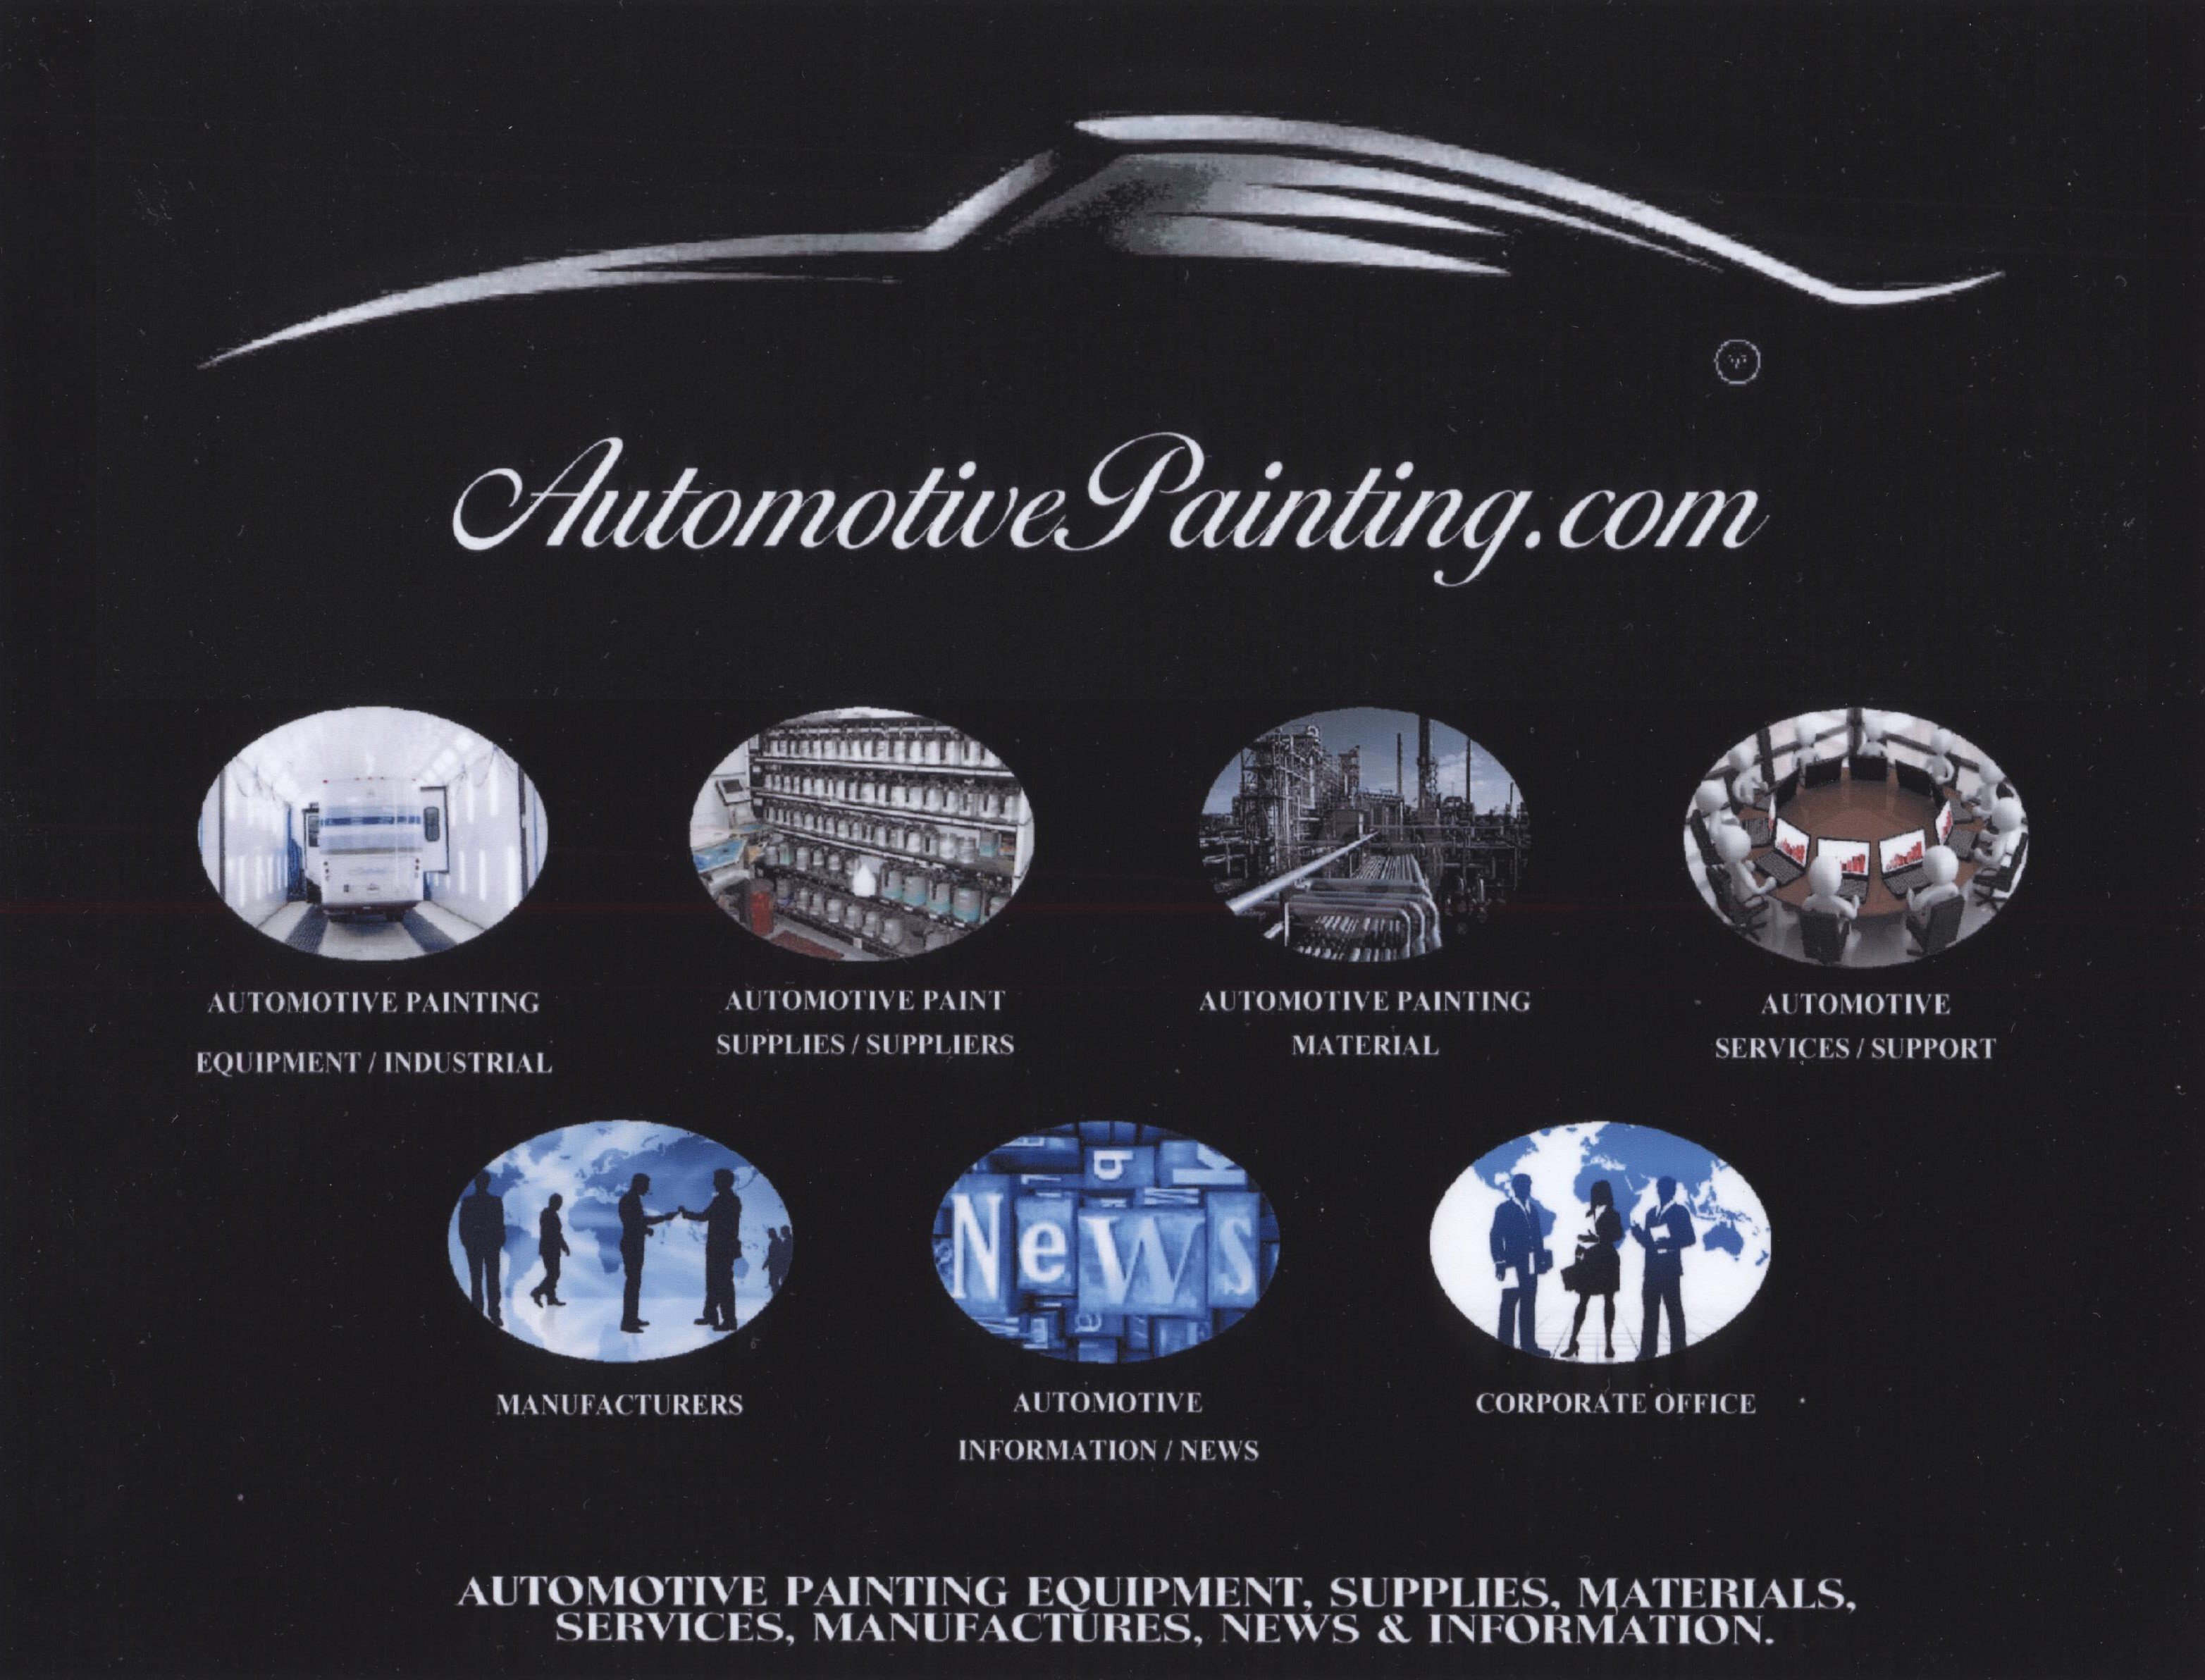 AutomotivePainting.com
AUTOMOTIVE PAINTING
EQUIPMENT / INDUSTRIAL
AUTOMOTIVE PAINT
SUPPLIES / SUPPLIERS
AUTOMOTIVE PAINTING
MATERIAL
AUTOMOTIVE
SERVICES / SUPPORT
b
k
News
a
MANUFACTURERS
AUTOMOTIVE
INFORMATION / NEWS
CORPORATE OFFICE
AUTOMOTIVE PAINTING EQUIPMENT, SUPPLIES, MATERIALS,
SERVICES, MANUFACTURES, NEWS & INFORMATION.